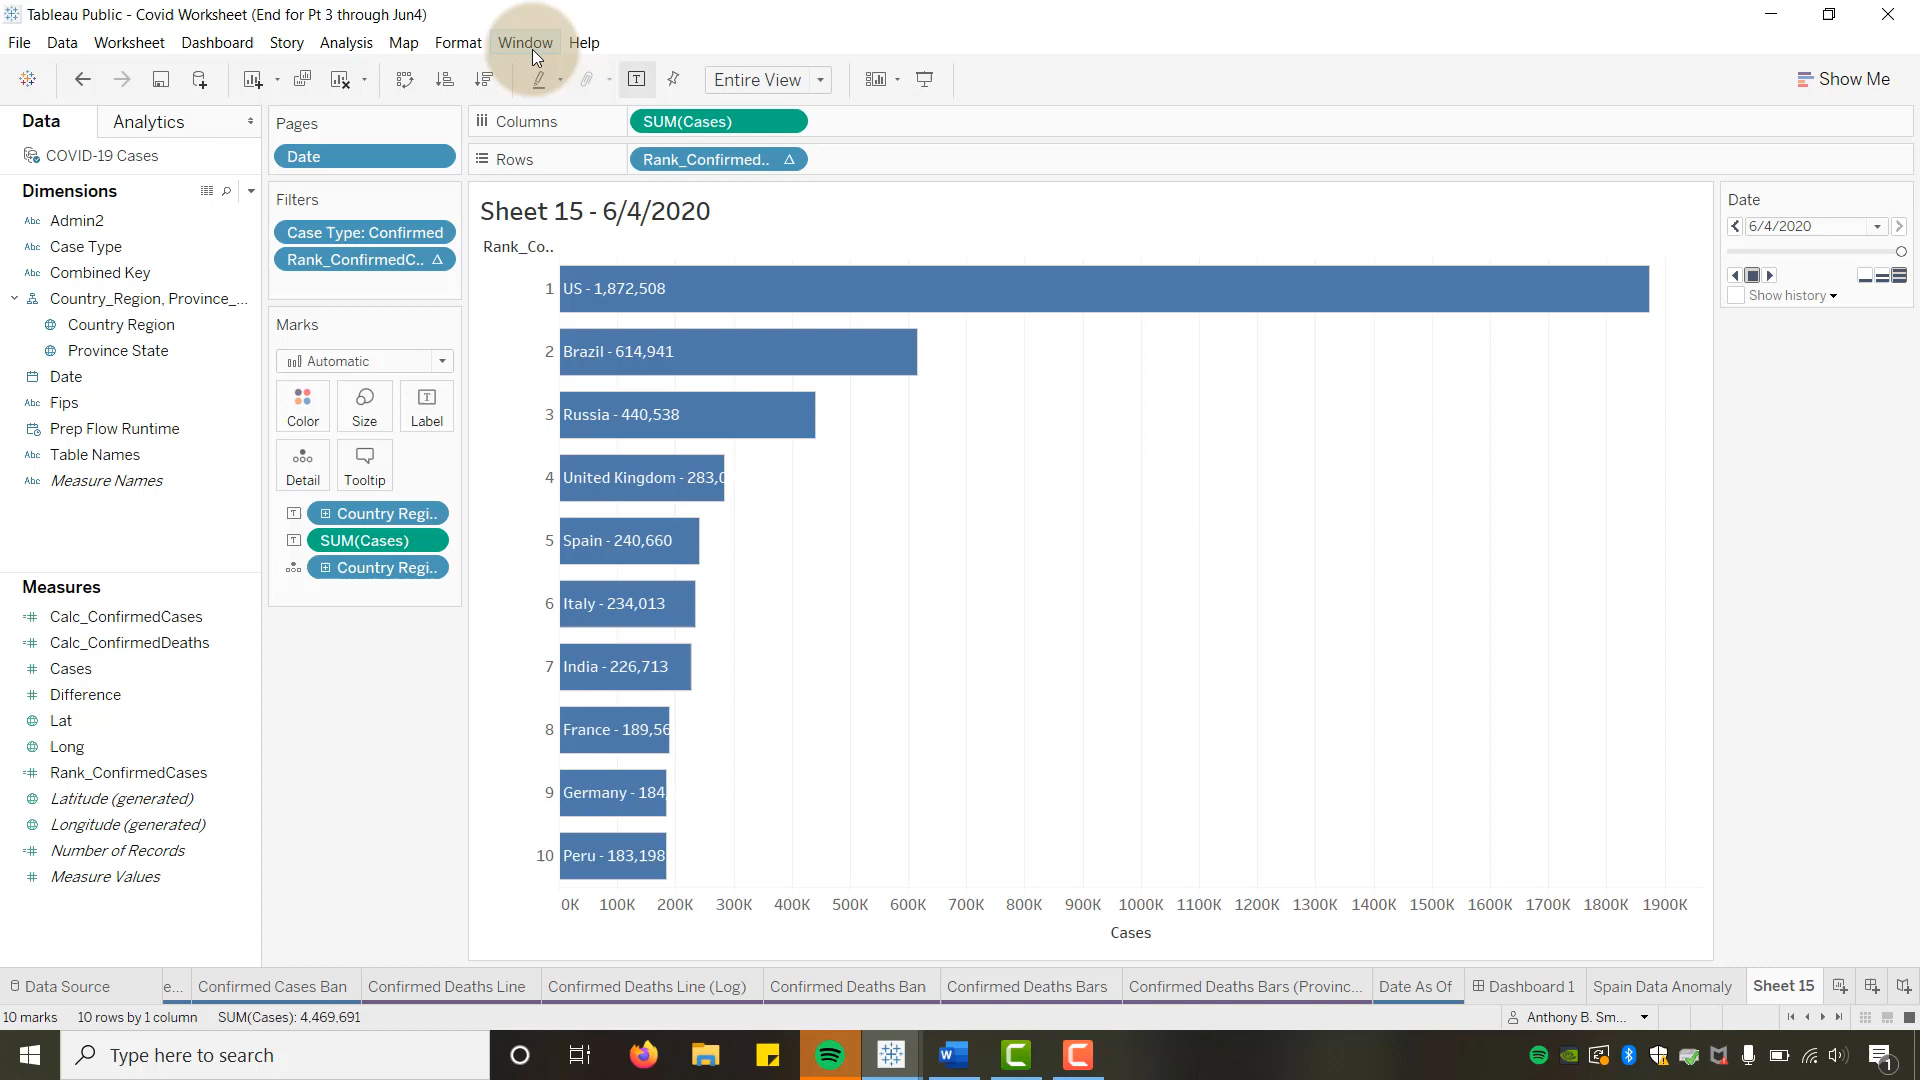 Tableau Public - Covid Worksheet (End for Pt 3 through Jun4)
File Data Worksheet Dashboard Story Analysis Map Format Window Help
Entire View
Show Me
Data Analytics
COVID-19 Cases
Dimensions
Admin2
Case Type
Combined Key
Country_Region, Province_...
Country Region
Province State
Date
Fips
Prep Flow Runtime
Table Names
Measure Names
Measures
Calc_ConfirmedCases
Calc_ConfirmedDeaths
Cases
Difference
Lat
Long
Rank_ConfirmedCases
Latitude (generated)
Longitude (generated)
Number of Records
Measure Values
Pages
Date
Filters
Case Type: Confirmed
Rank_ConfirmedC..
Marks
Automatic
Color Size Label
Detail Tooltip
Country Regi..
SUM(Cases)
Country Regi..
Columns SUM(Cases)
Rows Rank_Confirmed..
Sheet 15 - 6/4/2020
Rank_Co..
1 US - 1,872,508
2 Brazil - 614,941
3 Russia - 440,538
4 United Kingdom - 283,0
5 Spain - 240,660
6 Italy - 234,013
7 India - 226,713
8 France - 189,56
9 Germany - 184,
10 Peru - 183,198
0K 100K 200K 300K 400K 500K 600K 700K 800K 900K 1000K 1100K 1200K 1300K 1400K 1500K 1600K 1700K 1800K 1900K
Cases
Date
6/4/2020
Show history
Data Source e... Confirmed Cases Ban Confirmed Deaths Line Confirmed Deaths Line (Log) Confirmed Deaths Ban Confirmed Deaths Bars Confirmed Deaths Bars (Provinc... Date As Of Dashboard 1 Spain Data Anomaly Sheet 15
10 marks 10 rows by 1 column SUM(Cases): 4,469,691 Anthony B. Sm...
Type here to search
1